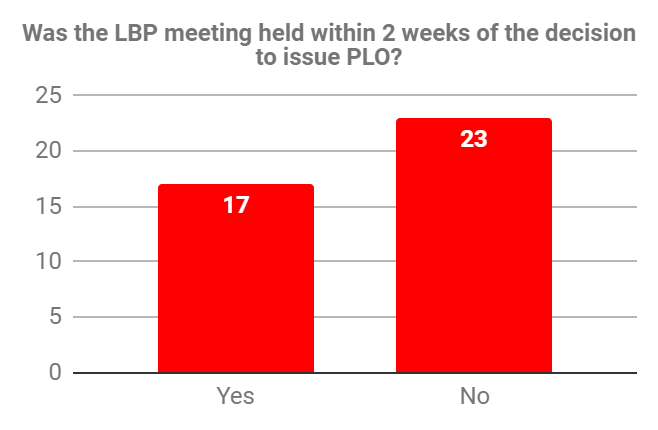 Was the LBP meeting held within 2 weeks of the decision
to issue PLO?
25
20
15
10
5
0
17
23
Yes
No